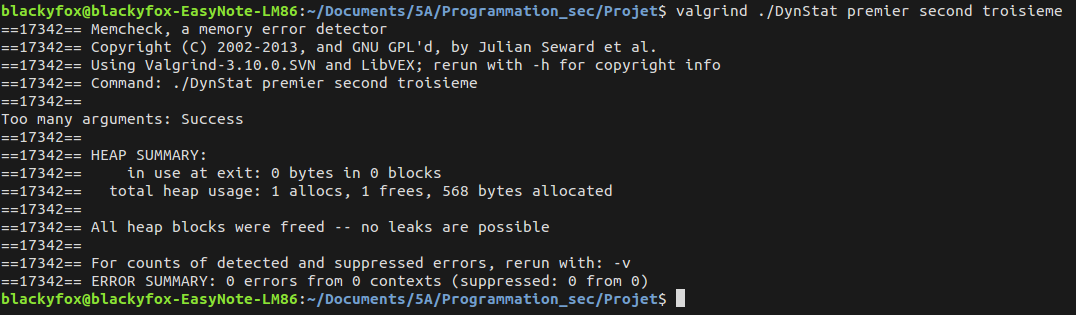 blackyfox@blackyfox-EasyNote-LM86:~/Documents/5A/Programmation_sec/Projet$ valgrind ./DynStat premier second troisieme
==17342== Memcheck, a memory error detector
==17342== Copyright (C) 2002-2013, and GNU GPL'd, by Julian Seward et al.
==17342== Using Valgrind-3.10.0.SVN and LibVEX; rerun with -h for copyright info
==17342== Command: ./DynStat premier second troisieme
==17342==
Too many arguments: Success
==17342==
==17342== HEAP SUMMARY:
==17342==     in use at exit: 0 bytes in 0 blocks
==17342==   total heap usage: 1 allocs, 1 frees, 568 bytes allocated
==17342==
==17342== All heap blocks were freed -- no leaks are possible
==17342==
==17342== For counts of detected and suppressed errors, rerun with: -v
==17342== ERROR SUMMARY: 0 errors from 0 contexts (suppressed: 0 from 0)
blackyfox@blackyfox-EasyNote-LM86:~/Documents/5A/Programmation_sec/Projet$